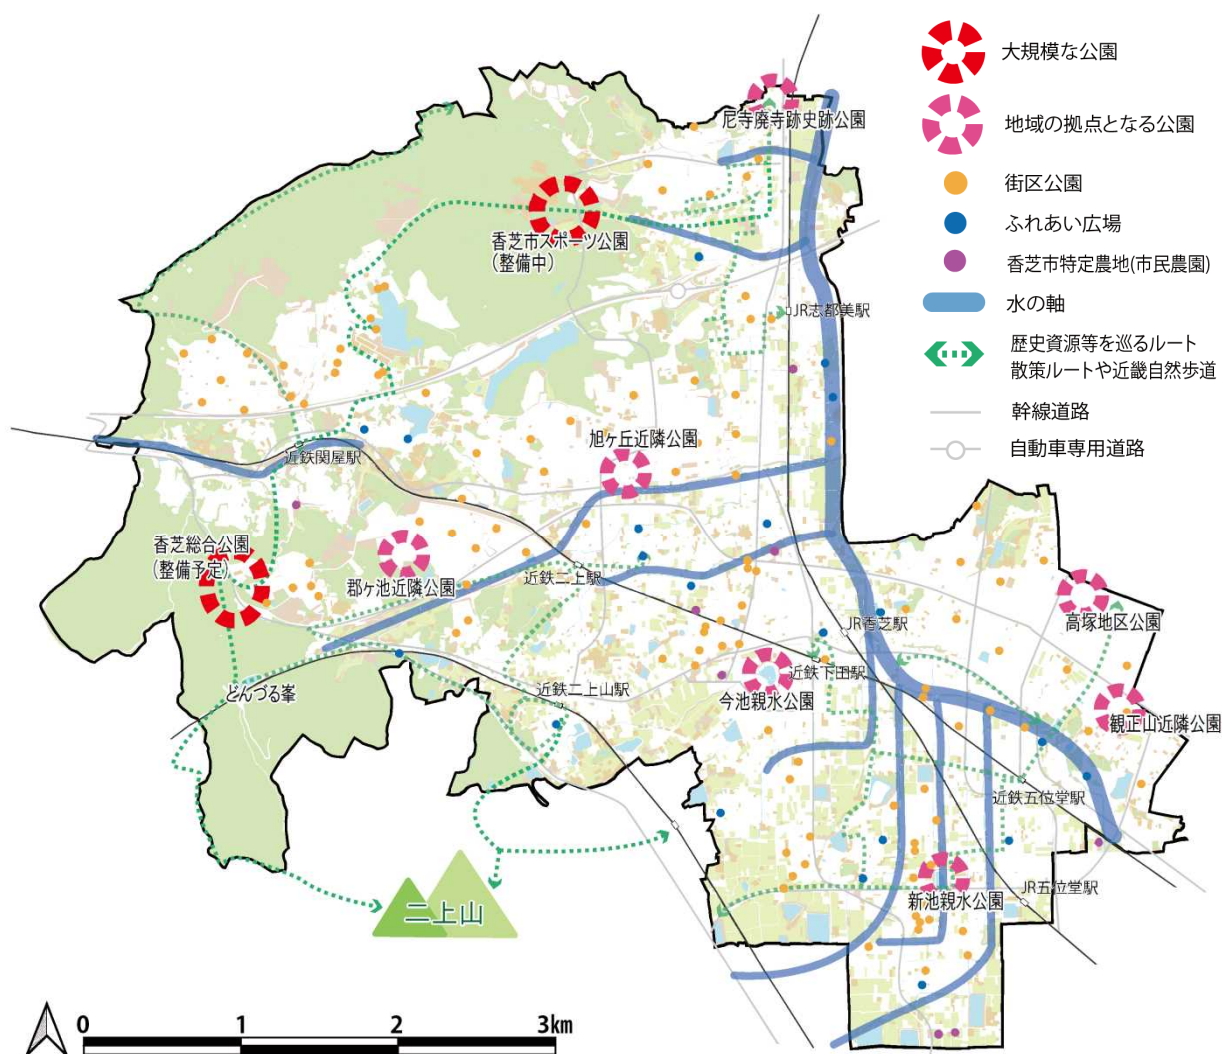 大規模な公園
地域の拠点となる公園
街区公園
ふれあい広場
香芝市特定農地(市民農園)
水の軸
歴史資源等を巡るルート
散策ルートや近畿自然歩道
幹線道路
自動車専用道路
尼寺廃寺跡史跡公園
香芝市スポーツ公園
(整備中)
JR志都美駅
旭ヶ丘近隣公園
近鉄関屋駅
香芝総合公園
(整備予定)
郡ヶ池近隣公園
近鉄二上駅
JR香芝駅
高塚地区公園
近鉄下田駅
今池親水公園
近鉄二上山駅
どんづる峯
観正山近隣公園
近鉄五位堂駅
JR五位堂駅
新池親水公園
二上山
0 1 2 3km